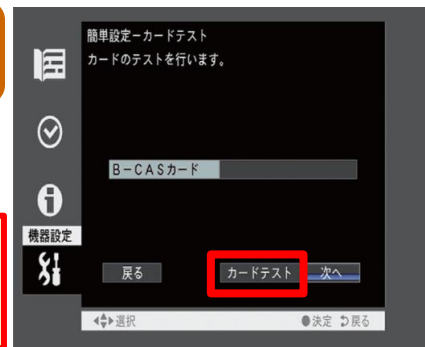 簡単設定－カードテスト
カードのテストを行います。
B－CASカード
機器設定
戻る
カードテスト
次へ
選択
決定
戻る